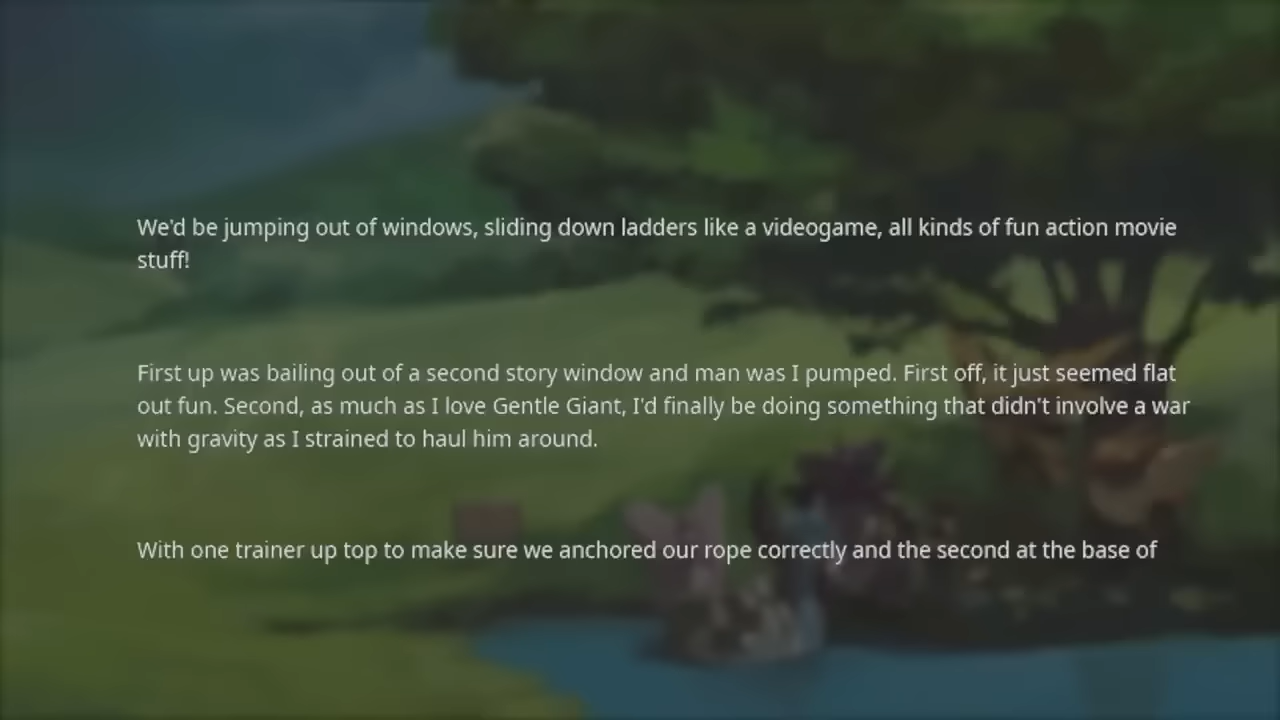 We'd be jumping out of windows, sliding down ladders like a videogame, all kinds of fun action movie
stuff!
First up was bailing out of a second story window and man was I pumped. First off, it just seemed flat
out fun. Second, as much as I love Gentle Giant, I'd finally be doing something that didn't involve a war
with gravity as I strained to haul him around.
With one trainer up top to make sure we anchored our rope correctly and the second at the base of